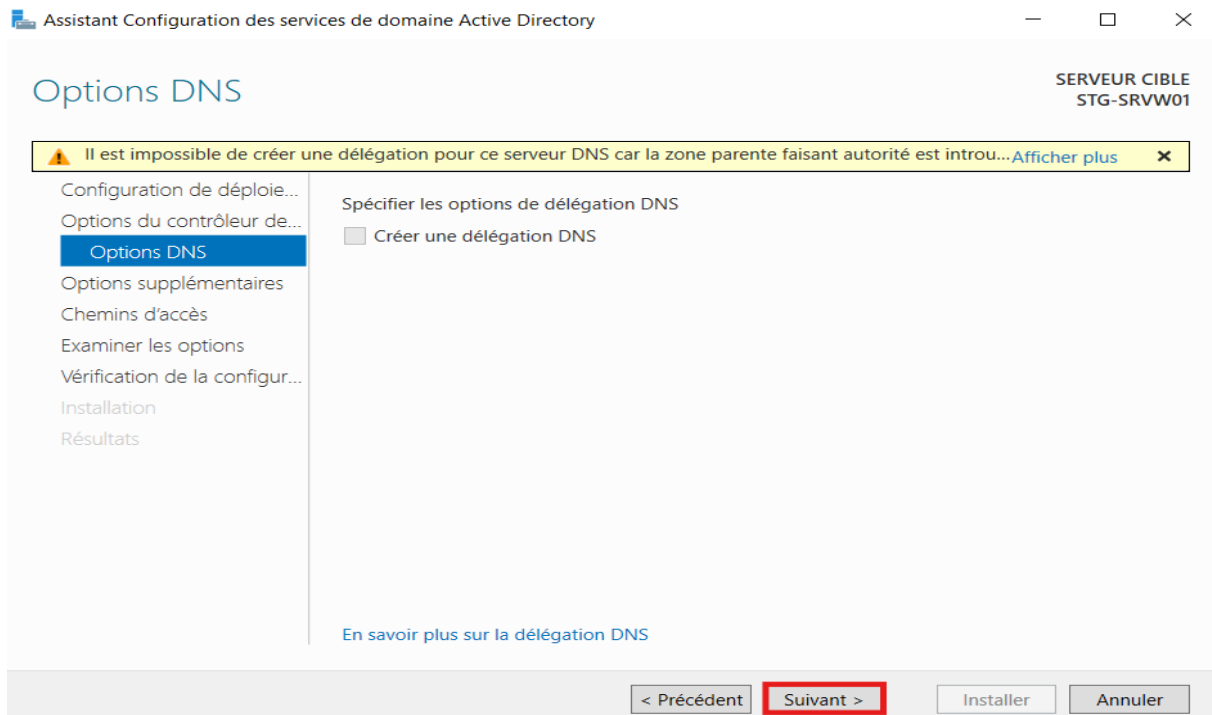 Assistant Configuration des services de domaine Active Directory
Options DNS
SERVEUR CIBLE
STG-SRVW01
Il est impossible de créer une délégation pour ce serveur DNS car la zone parente faisant autorité est introu... Afficher plus
Configuration de déploie...
Options du contrôleur de...
Options DNS
Options supplémentaires
Chemins d'accès
Examiner les options
Vérification de la configur...
Installation
Résultats
Spécifier les options de délégation DNS
Créer une délégation DNS
En savoir plus sur la délégation DNS
< Précédent
Suivant >
Installer
Annuler